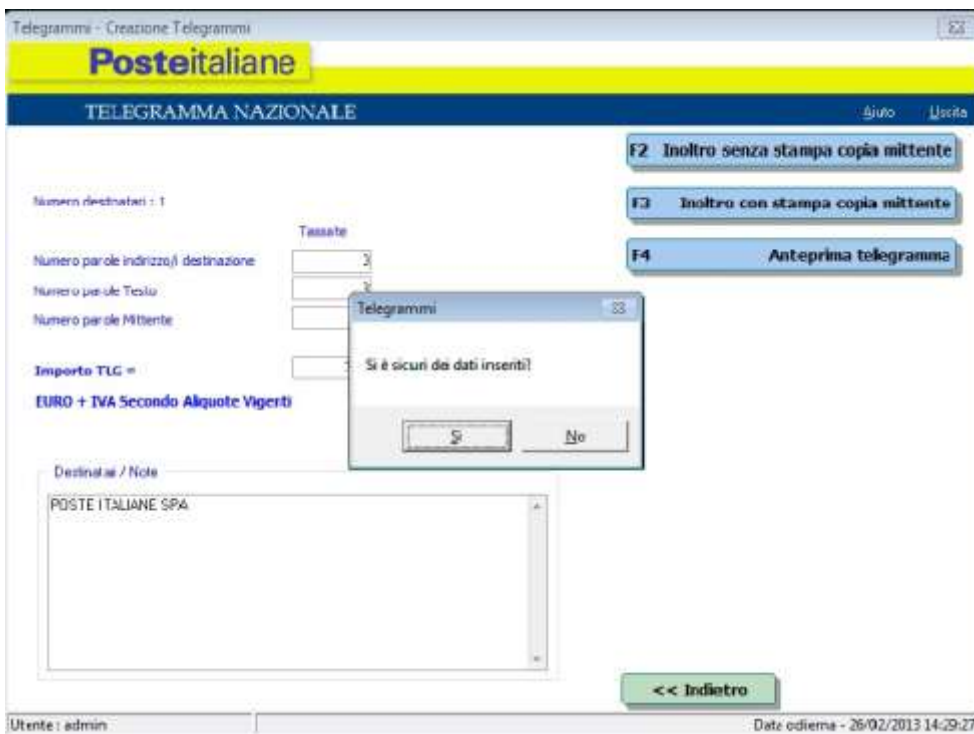 Telegrammi - Creazione Telegrammi
Posteitaliane
TELEGRAMMA NAZIONALE
Aiuto Uscita
F2 Inoltro senza stampa copia mittente
Numero destinatari : 1
F3 Inoltro con stampa copia mittente
Tassate
F4 Anteprima telegramma
Numero parole indirizzo/i destinazione 3
Numero parole Testo
Numero parole Mittente
Telegrammi
Si è sicuri dei dati inseriti?
Importo TLG =
EURO + IVA Secondo Aliquote Vigenti
Si No
Destinatai / Note
POSTE ITALIANE SPA
<< Indietro
Utente : admin
Data odierna - 26/02/2013 14:29:27